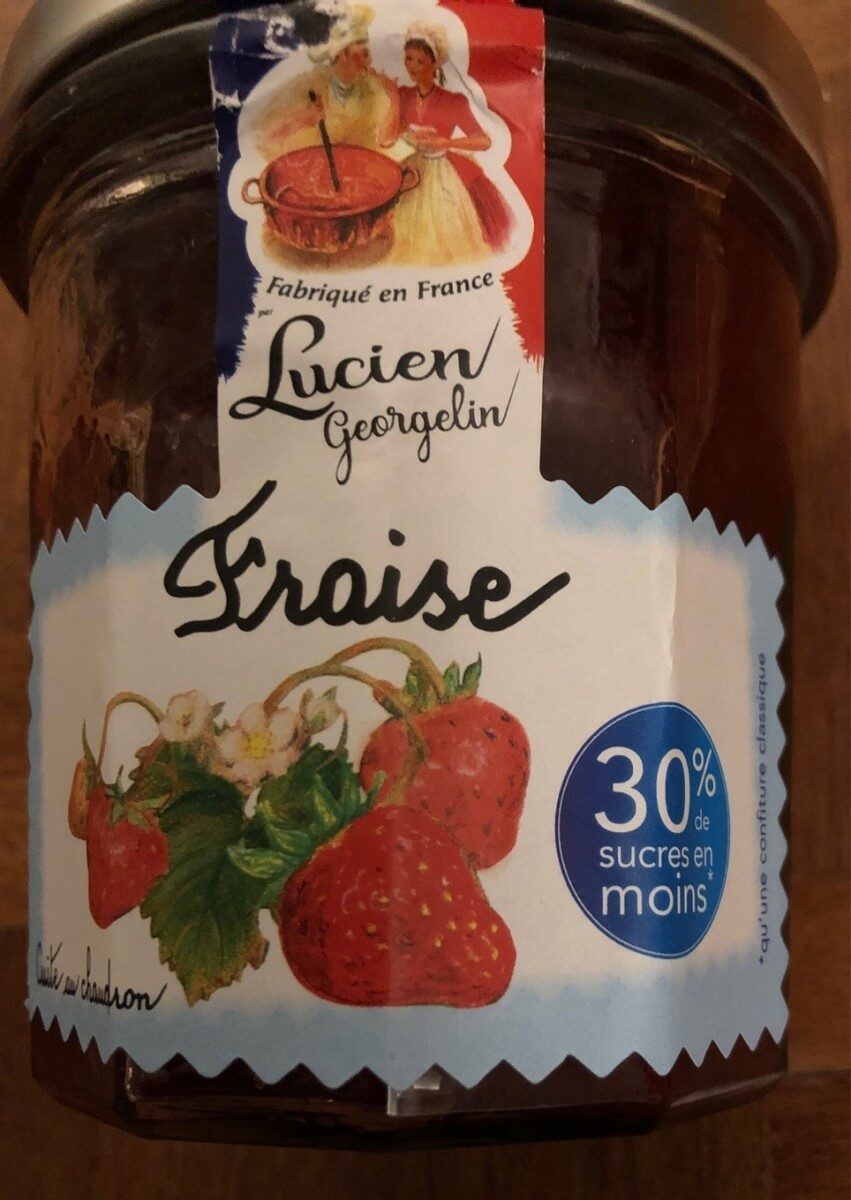 Fabriqué en France
par
Lucien
Georgelin
Fraise
30%
de
sucres en
moins*
*qu'une confiture classique
Cuite au chaudron